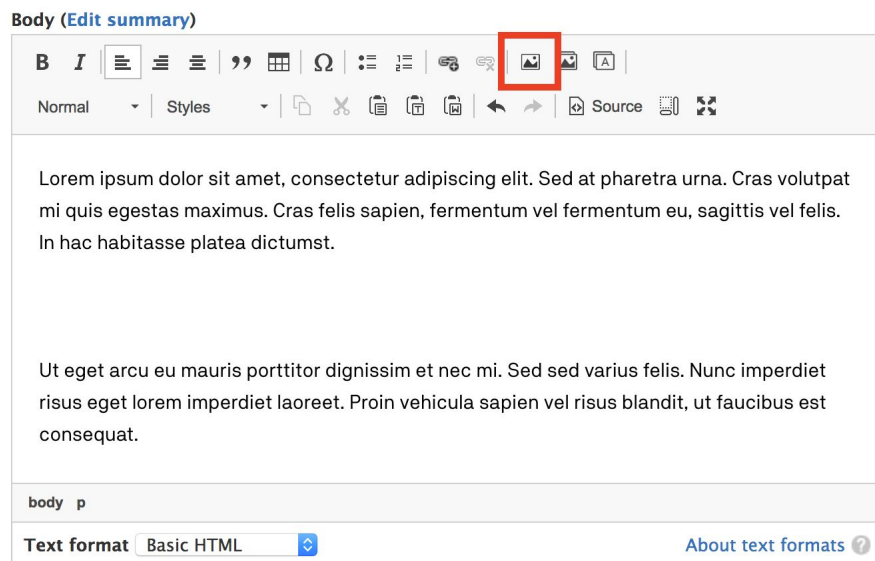 Body (Edit summary)
B I
Normal Styles Source
Lorem ipsum dolor sit amet, consectetur adipiscing elit. Sed at pharetra urna. Cras volutpat
mi quis egestas maximus. Cras felis sapien, fermentum vel fermentum eu, sagittis vel felis.
In hac habitasse platea dictumst.
Ut eget arcu eu mauris porttitor dignissim et nec mi. Sed sed varius felis. Nunc imperdiet
risus eget lorem imperdiet laoreet. Proin vehicula sapien vel risus blandit, ut faucibus est
consequat.
body p
Text format Basic HTML About text formats ?